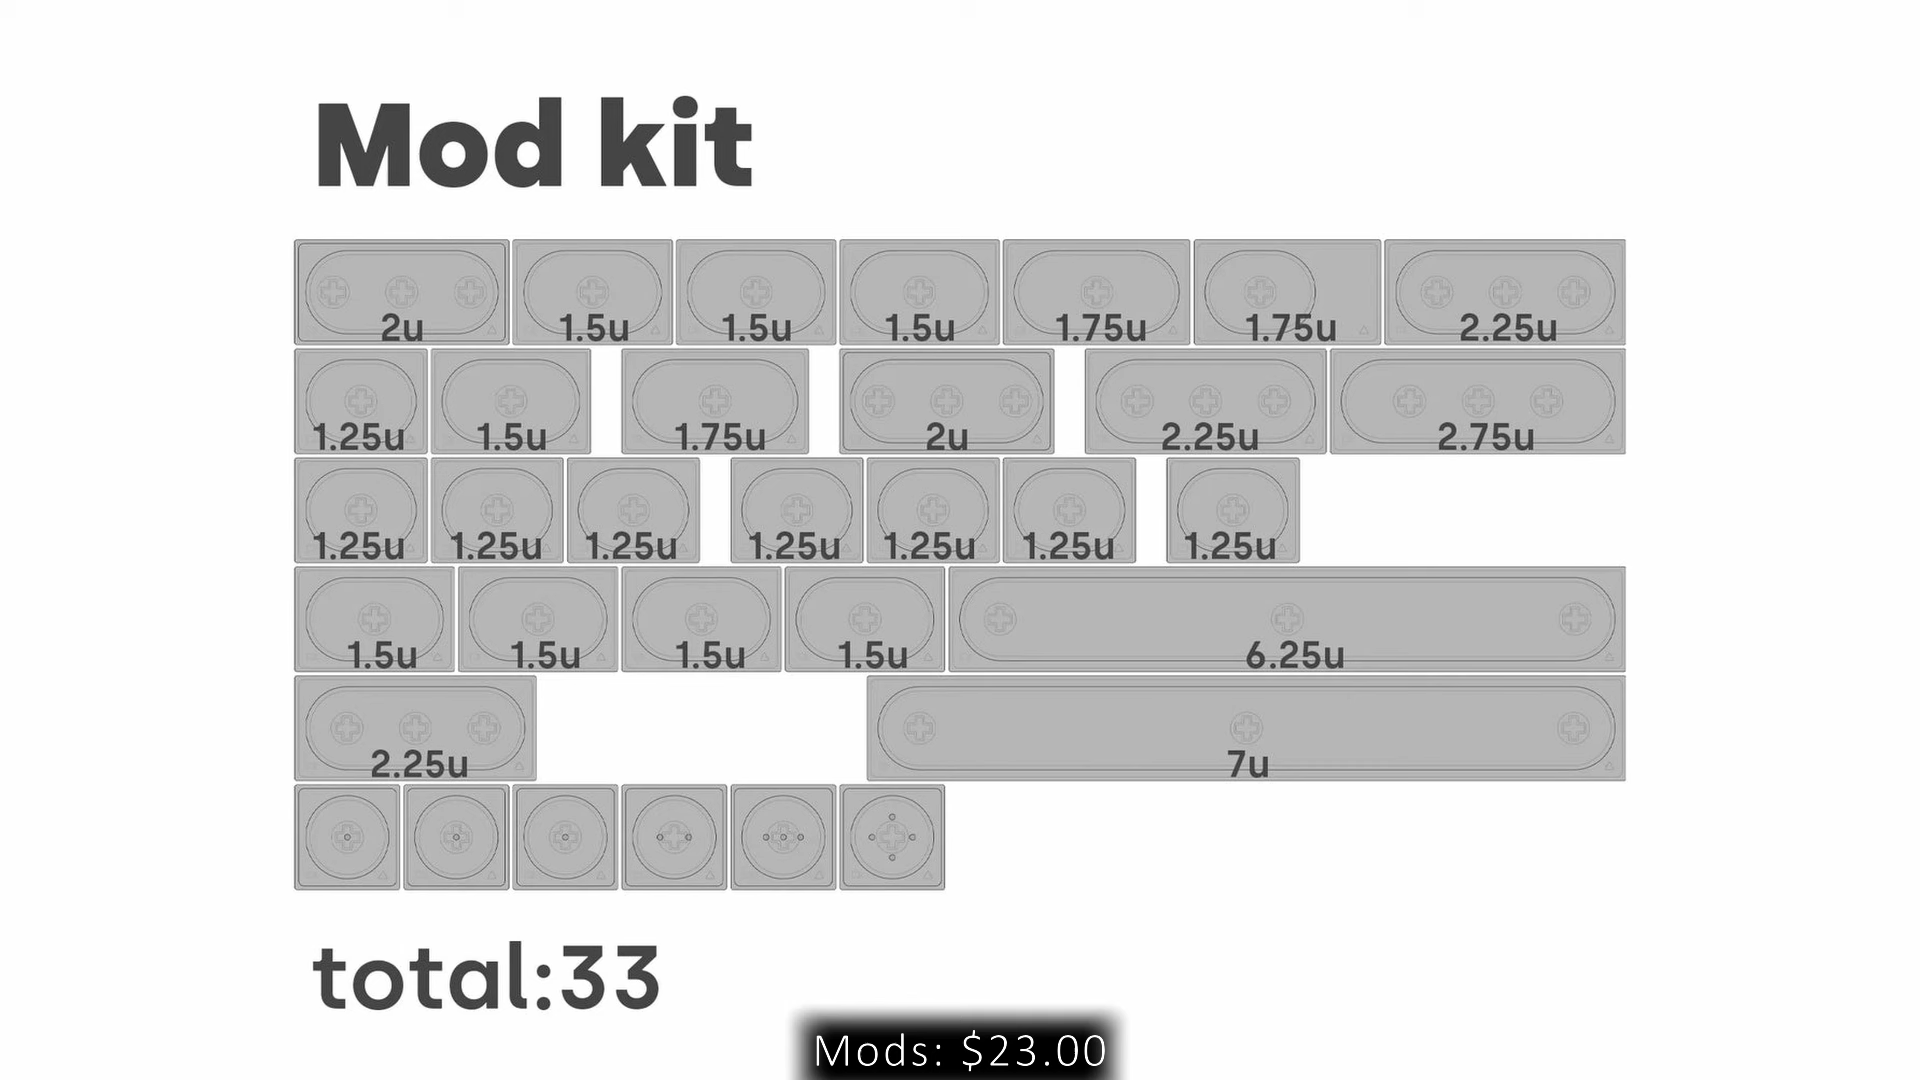 Mod kit
2u 1.5u 1.5u 1.5u 1.75u 1.75u 2.25u
1.25u 1.5u 1.75u 2u 2.25u 2.75u
1.25u 1.25u 1.25u 1.25u 1.25u 1.25u 1.25u
1.5u 1.5u 1.5u 1.5u 6.25u
2.25u 7u
total:33
Mods: $23.00